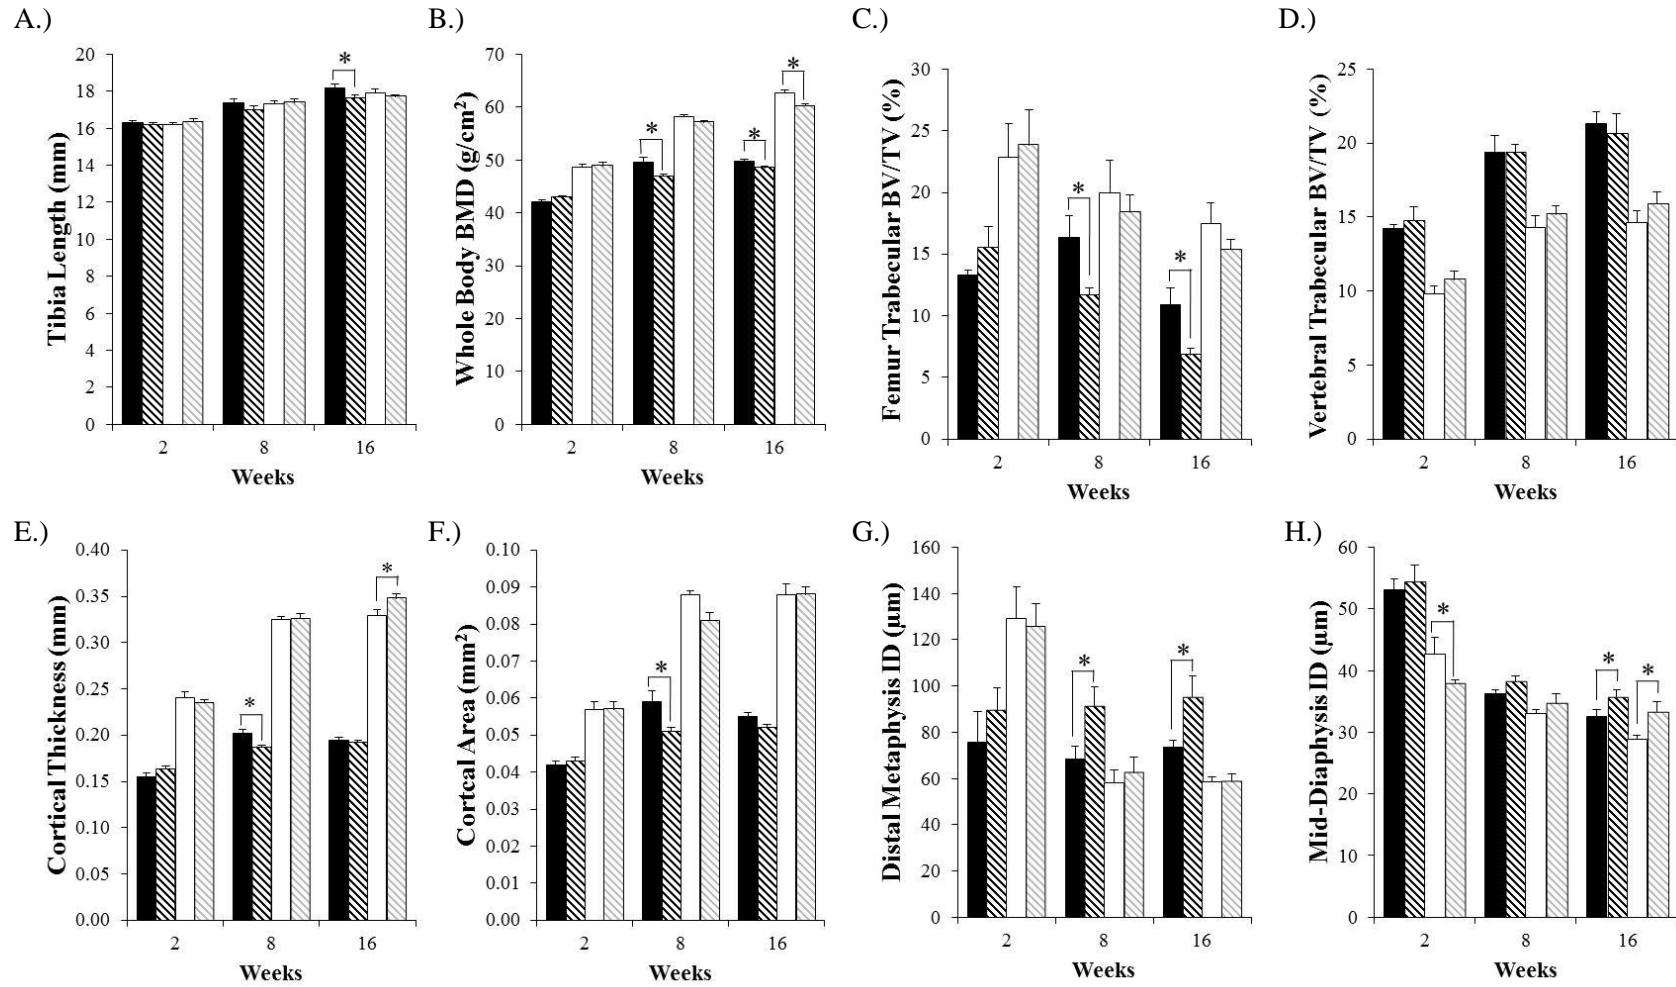 A.)
B.)
C.)
D.)
Tibia Length (mm)
20
18
16
14
12
10
8
6
4
2
0
*
2 8 16
Weeks
Whole Body BMD (g/cm²)
70
60
50
40
30
20
10
0
* * *
2 8 16
Weeks
Femur Trabecular BV/TV (%)
30
25
20
15
10
5
0
* *
2 8 16
Weeks
Vertebral Trabecular BV/TV (%)
25
20
15
10
5
0
2 8 16
Weeks
E.)
F.)
G.)
H.)
Cortical Thickness (mm)
0.40
0.35
0.30
0.25
0.20
0.15
0.10
0.05
0.00
* *
2 8 16
Weeks
Cortcal Area (mm²)
0.10
0.09
0.08
0.07
0.06
0.05
0.04
0.03
0.02
0.01
0.00
*
2 8 16
Weeks
Distal Metaphysis ID (µm)
160
140
120
100
80
60
40
20
0
* *
2 8 16
Weeks
Mid-Diaphysis ID (µm)
60
50
40
30
20
10
0
* * *
2 8 16
Weeks